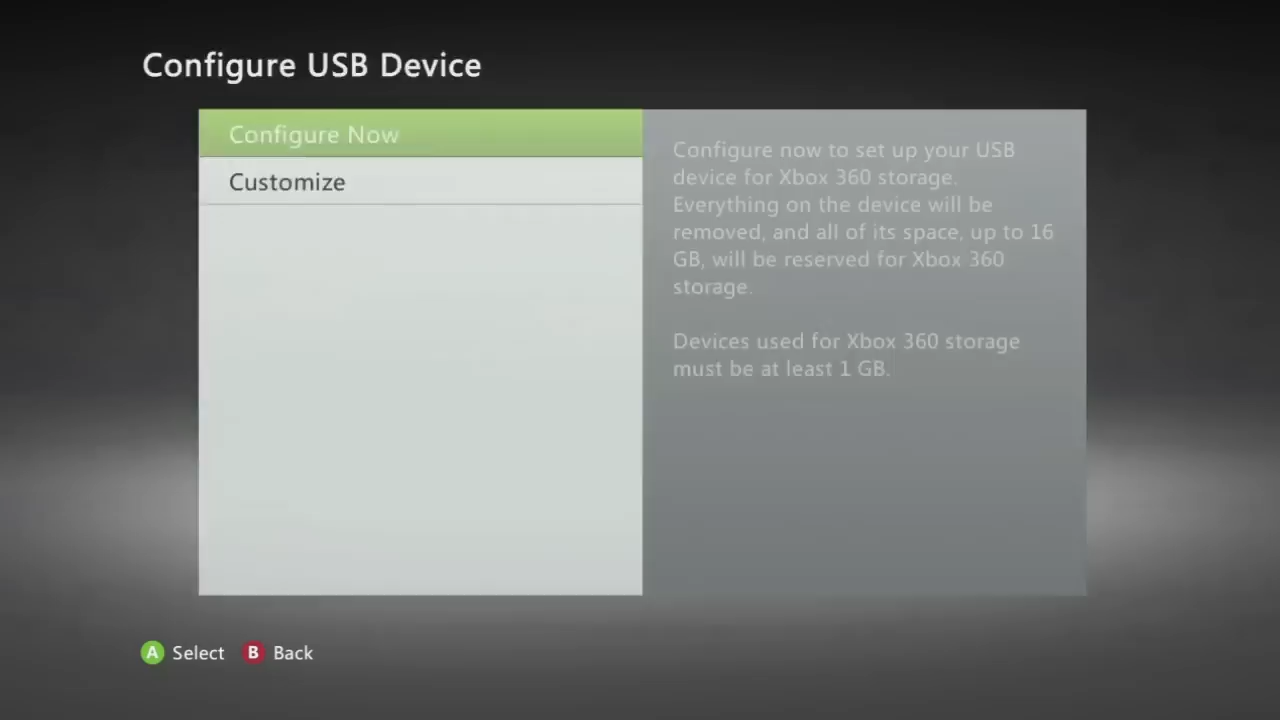 Configure USB Device
Configure Now
Customize
Configure now to set up your USB
device for Xbox 360 storage.
Everything on the device will be
removed, and all of its space, up to 16
GB, will be reserved for Xbox 360
storage.
Devices used for Xbox 360 storage
must be at least 1 GB.
A Select B Back